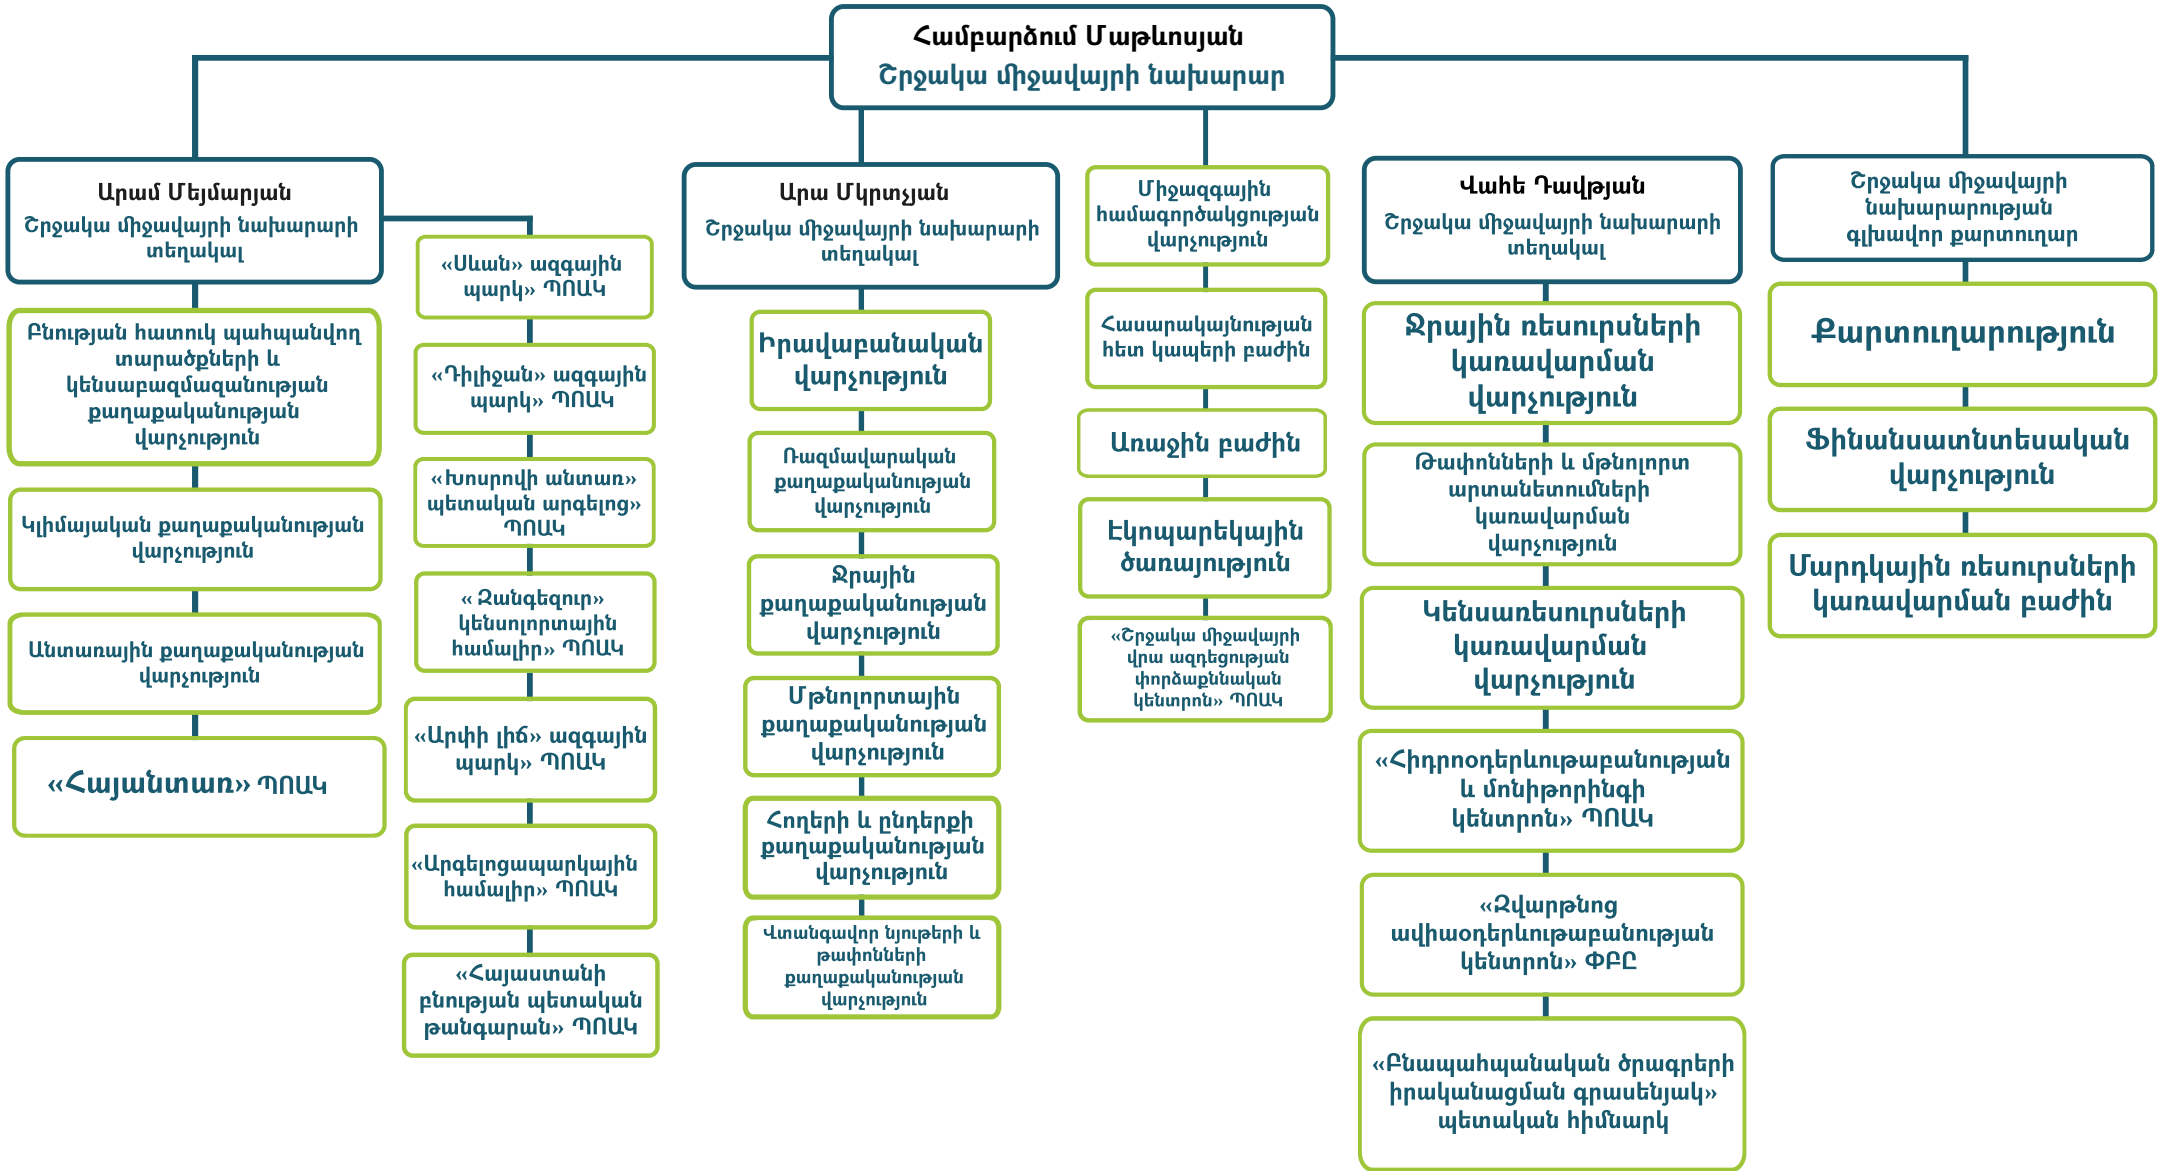 Համբարձում Մաթևոսյան
Շրջակա միջավայրի նախարար
Արամ Մեյմարյան
Շրջակա միջավայրի նախարարի
տեղակալ
Բնության հատուկ պահպանվող
տարածքների և
կենսաբազմազանության
քաղաքականության
վարչություն
Կլիմայական քաղաքականության
վարչություն
Անտառային քաղաքականության
վարչություն
«Հայանտառ» ՊՈԱԿ
«Սևան» ազգային
պարկ» ՊՈԱԿ
«Դիլիջան» ազգային
պարկ» ՊՈԱԿ
«Խոսրովի անտառ»
պետական արգելոց»
ՊՈԱԿ
« Զանգեզուր»
կենսոլորտային
համալիր» ՊՈԱԿ
«Արփի լիճ» ազգային
պարկ» ՊՈԱԿ
«Արգելոցապարկային
համալիր» ՊՈԱԿ
«Հայաստանի
բնության պետական
թանգարան» ՊՈԱԿ
Արա Մկրտչյան
Շրջակա միջավայրի նախարարի
տեղակալ
Իրավաբանական
վարչություն
Ռազմավարական
քաղաքականության
վարչություն
Ջրային
քաղաքականության
վարչություն
Մթնոլորտային
քաղաքականության
վարչություն
Հողերի և ընդերքի
քաղաքականության
վարչություն
Վտանգավոր նյութերի և
թափոնների
քաղաքականության
վարչություն
Միջազգային
համագործակցության
վարչություն
Հասարակայնության
հետ կապերի բաժին
Առաջին բաժին
Էկոպարեկային
ծառայություն
«Շրջակա միջավայրի
վրա ազդեցության
փորձաքննական
կենտրոն» ՊՈԱԿ
Վահե Դավթյան
Շրջակա միջավայրի նախարարի
տեղակալ
Ջրային ռեսուրսների
կառավարման
վարչություն
Թափոնների և մթնոլորտ
արտանետումների
կառավարման
վարչություն
Կենսառեսուրսների
կառավարման
վարչություն
«Հիդրոօդերևութաբանության
և մոնիթորինգի
կենտրոն» ՊՈԱԿ
«Զվարթնոց
ավիաօդերևութաբանության
կենտրոն» ՓԲԸ
«Բնապահպանական ծրագրերի
իրականացման գրասենյակ»
պետական հիմնարկ
Շրջակա միջավայրի
նախարարության
գլխավոր քարտուղար
Քարտուղարություն
Ֆինանսատնտեսական
վարչություն
Մարդկային ռեսուրսների
կառավարման բաժին